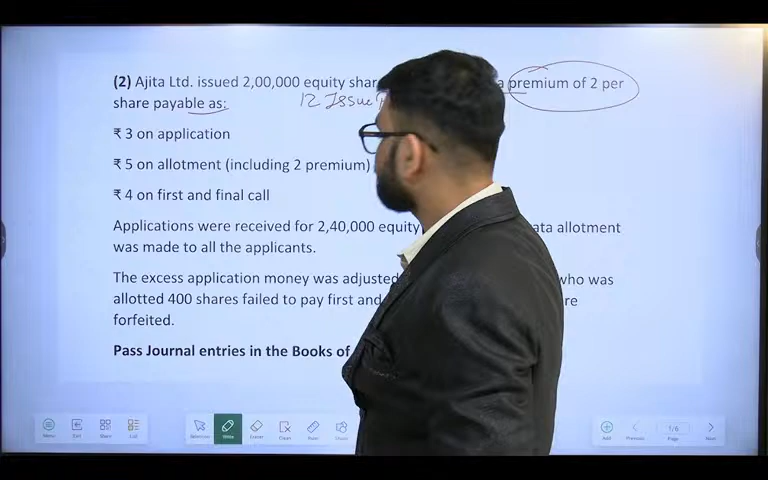 (2) Ajita Ltd. issued 2,00,000 equity shar a premium of 2 per
share payable as: 12 Issue
₹ 3 on application
₹ 5 on allotment (including 2 premium)
₹ 4 on first and final call
Applications were received for 2,40,000 equity ata allotment
was made to all the applicants.
The excess application money was adjusted who was
allotted 400 shares failed to pay first and re
forfeited.
Pass Journal entries in the Books of
Menu Exit Share List Selection Write Eraser Clean Ruler Shape Add Previous 1/6 Page Next